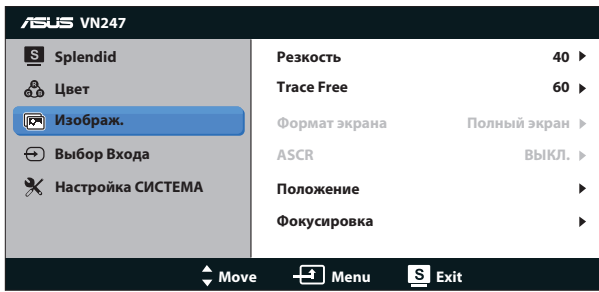 ASUS VN247
S Splendid
Цвет
Изображ.
Выбор Входа
Настройка СИСТЕМА
Резкость 40
Trace Free 60
Формат экрана Полный экран
ASCR ВЫКЛ.
Положение
Фокусировка
Move Menu S Exit